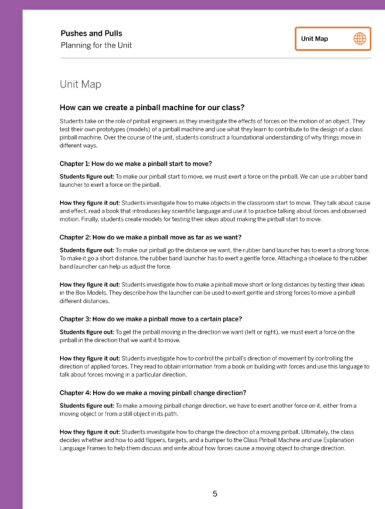 Pushes and Pulls
Planning for the Unit
Unit Map
Unit Map
How can we create a pinball machine for our class?
Students take on the role of pinball engineers as they investigate the effects of forces on the motion of an object. They
test their own prototypes (models) of a pinball machine and use what they learn to contribute to the design of a class
pinball machine. Over the course of the unit, students construct a foundational understanding of why things move in
different ways.
Chapter 1: How do we make a pinball start to move?
Students figure out: To make our pinball start to move, we must exert a force on the pinball. We can use a rubber band
launcher to exert a force on the pinball.
How they figure it out: Students investigate how to make objects in the classroom start to move. They talk about cause
and effect, read a book that introduces key scientific language and use it to practice talking about forces and observed
motion. Finally, students create models for testing their ideas about making the pinball start to move.
Chapter 2: How do we make a pinball move as far as we want?
Students figure out: To make our pinball go the distance we want, the rubber band launcher has to exert a strong force.
To make it go a short distance, the rubber band launcher has to exert a gentle force. Attaching a shoelace to the rubber
band launcher can help us adjust the force.
How they figure it out: Students investigate how to make a pinball move short or long distances by testing their ideas
in the Box Models. They describe how the launcher can be used to exert gentle and strong forces to move a pinball
different distances.
Chapter 3: How do we make a pinball move to a certain place?
Students figure out: To get the pinball moving in the direction we want (left or right), we must exert a force on the
pinball in the direction that we want it to move.
How they figure it out: Students investigate how to control the pinball's direction of movement by controlling the
direction of applied forces. They read to obtain information from a book on building with forces and use this language to
talk about forces moving in a particular direction.
Chapter 4: How do we make a moving pinball change direction?
Students figure out: To make a moving pinball change direction, we have to exert another force on it, either from a
moving object or from a still object in its path.
How they figure it out: Students investigate how to change the direction of a moving pinball. Ultimately, the class
decides whether and how to add flippers, targets, and a bumper to the Class Pinball Machine and use Explanation
Language Frames to help them discuss and write about how forces cause a moving object to change direction.
5